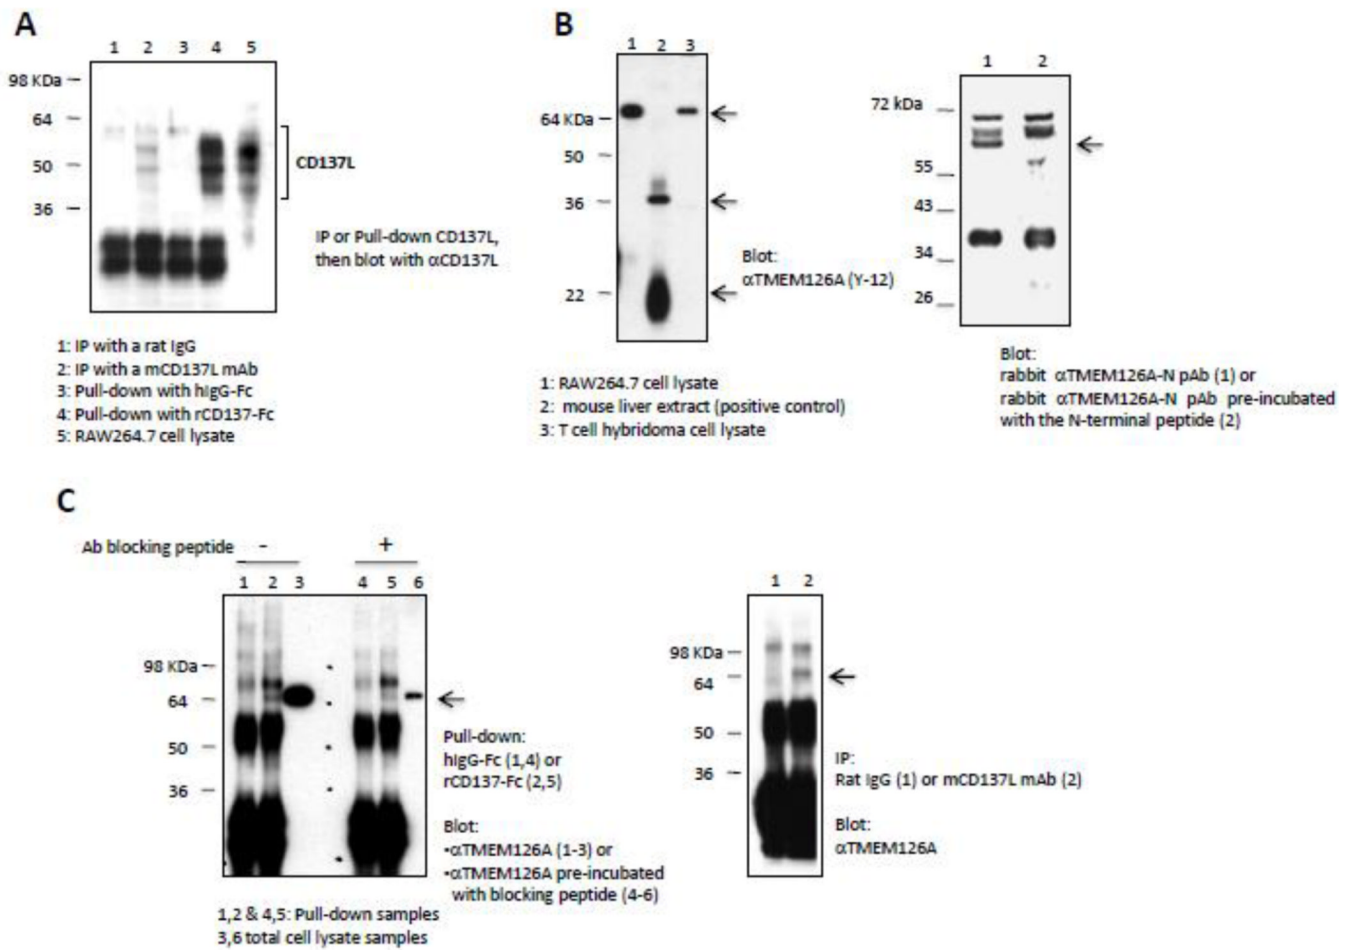 A
1 2 3 4 5
98 KDa
64
50
36
CD137L
IP or Pull-down CD137L,
then blot with αCD137L
1: IP with a rat IgG
2: IP with a mCD137L mAb
3: Pull-down with hIgG-Fc
4: Pull-down with rCD137-Fc
5: RAW264.7 cell lysate
B
1 2 3
64 KDa
50
36
22
Blot:
αTMEM126A (Y-12)
1: RAW264.7 cell lysate
2: mouse liver extract (positive control)
3: T cell hybridoma cell lysate
1 2
72 kDa
55
43
34
26
Blot:
rabbit αTMEM126A-N pAb (1) or
rabbit αTMEM126A-N pAb pre-incubated
with the N-terminal peptide (2)
C
Ab blocking peptide - +
1 2 3 4 5 6
98 KDa
64
50
36
Pull-down:
hIgG-Fc (1,4) or
rCD137-Fc (2,5)
Blot:
•αTMEM126A (1-3) or
•αTMEM126A pre-incubated
with blocking peptide (4-6)
1,2 & 4,5: Pull-down samples
3,6 total cell lysate samples
1 2
98 KDa
64
50
36
IP:
Rat IgG (1) or mCD137L mAb (2)
Blot:
αTMEM126A